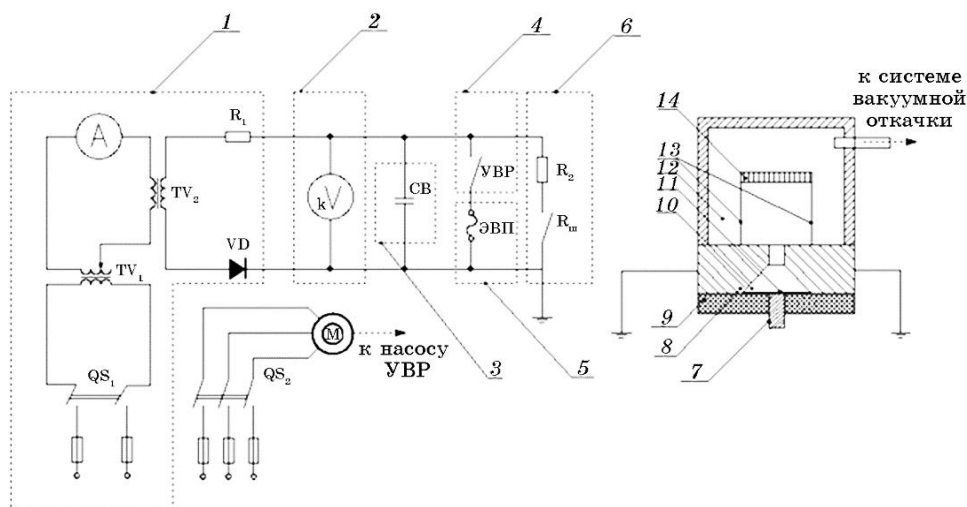 1
2
4
6
A
R₁
TV₂
kV
СВ
УВР
ЭВП
R₂
Rш
VD
TV₁
M
к насосу
УВР
QS₁
QS₂
3
5
к системе
вакуумной
откачки
14
13
12
11
10
9
8
7